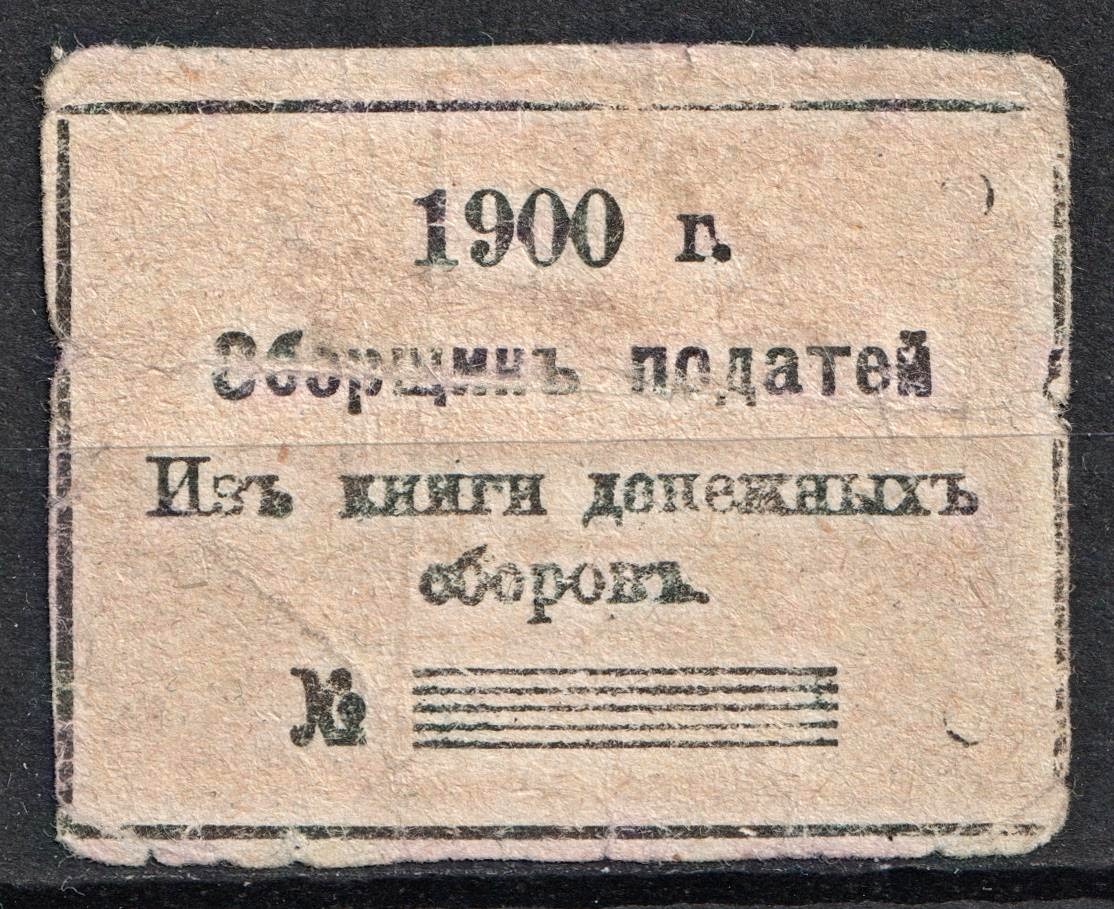 1900 г.
Сборщикъ податей
Изъ книги денежныхъ
сборовъ.
№